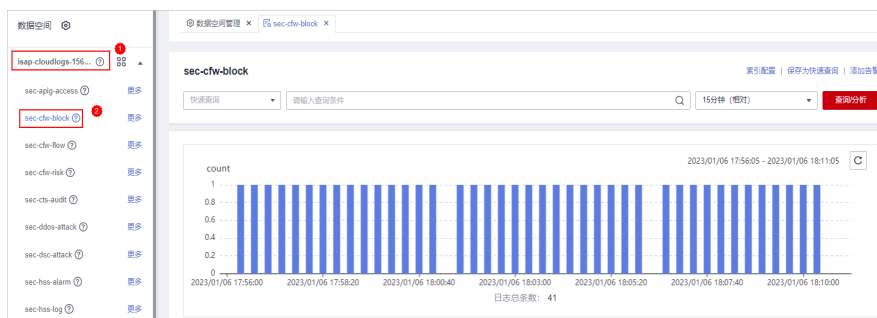 数据空间
数据空间管理 ×
sec-cfw-block ×
1
isap-cloudlogs-156...
sec-apig-access 更多
2
sec-cfw-block 更多
sec-cfw-flow 更多
sec-cfw-risk 更多
sec-cts-audit 更多
sec-ddos-attack 更多
sec-dsc-attack 更多
sec-hss-alarm 更多
sec-hss-log 更多
sec-cfw-block
索引配置 | 保存为快速查询 | 添加告警
快速查询
请输入查询条件
15分钟（相对）
查询/分析
2023/01/06 17:56:05 - 2023/01/06 18:11:05
count
1
0.8
0.6
0.4
0.2
0
2023/01/06 17:56:00 2023/01/06 17:58:20 2023/01/06 18:00:40 2023/01/06 18:03:00 2023/01/06 18:05:20 2023/01/06 18:07:40 2023/01/06 18:10:00
日志总条数: 41